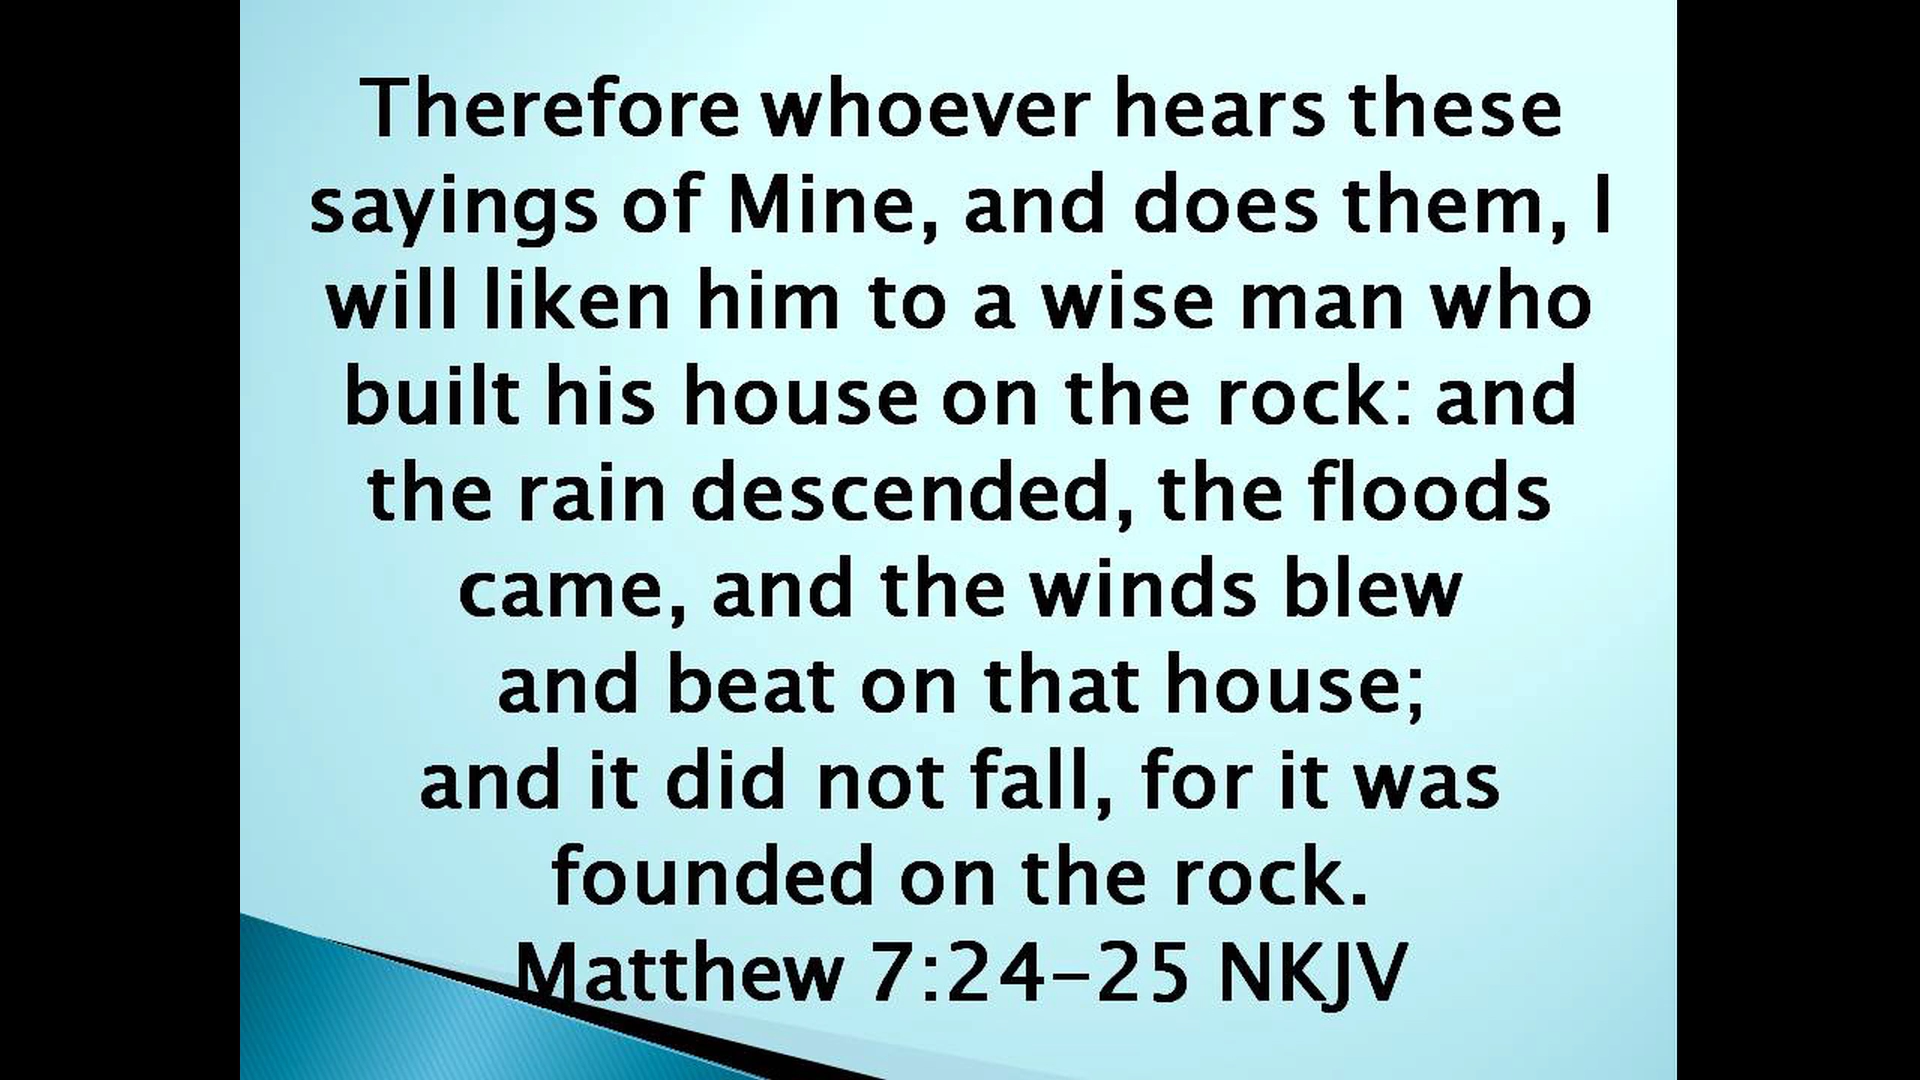 Therefore whoever hears these
sayings of Mine, and does them, I
will liken him to a wise man who
built his house on the rock: and
the rain descended, the floods
came, and the winds blew
and beat on that house;
and it did not fall, for it was
founded on the rock.
Matthew 7:24-25 NKJV